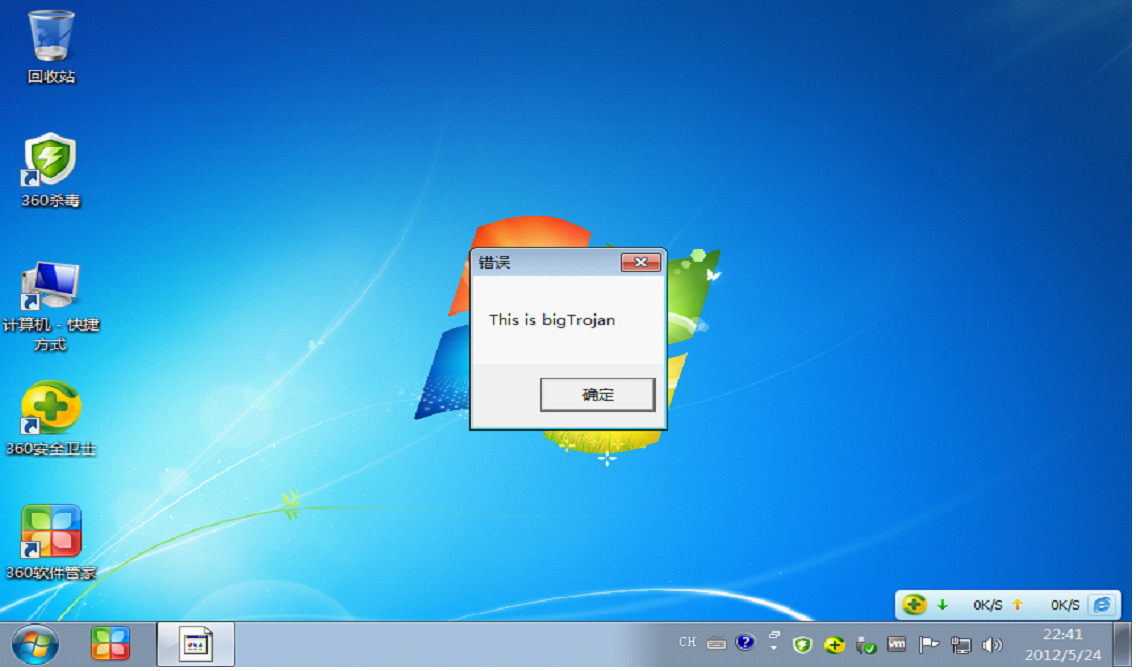 回收站
360杀毒
计算机 - 快捷
方式
360安全卫士
360软件管家
错误
This is bigTrojan
确定
0K/S
0K/S
CH
vm
22:41
2012/5/24